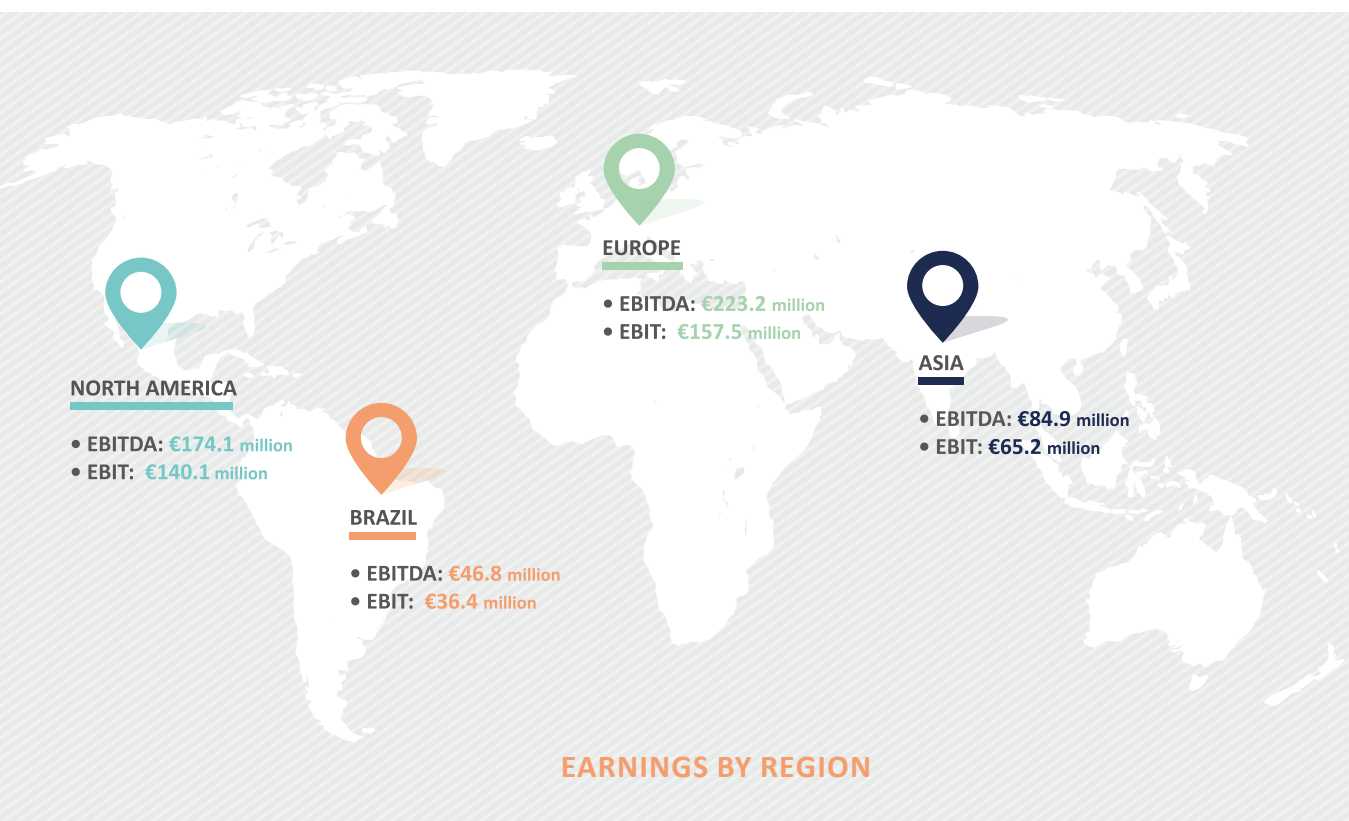 EUROPE
• EBITDA: €223.2 million
• EBIT: €157.5 million
ASIA
• EBITDA: €84.9 million
• EBIT: €65.2 million
NORTH AMERICA
• EBITDA: €174.1 million
• EBIT: €140.1 million
BRAZIL
• EBITDA: €46.8 million
• EBIT: €36.4 million
EARNINGS BY REGION